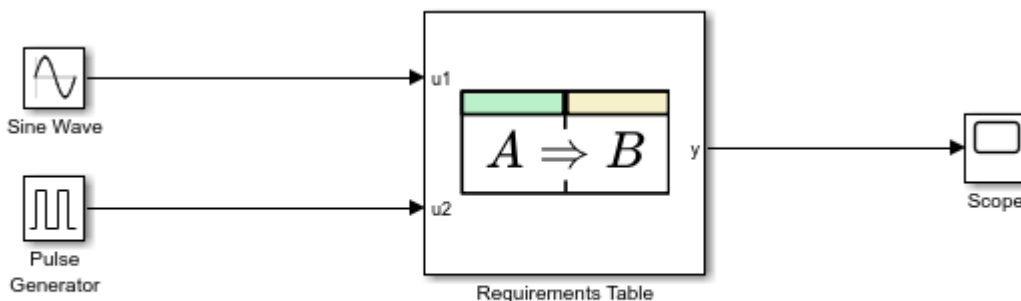 u1
Sine Wave
A ⇒ B
y
u2
Scope
Pulse
Generator
Requirements Table